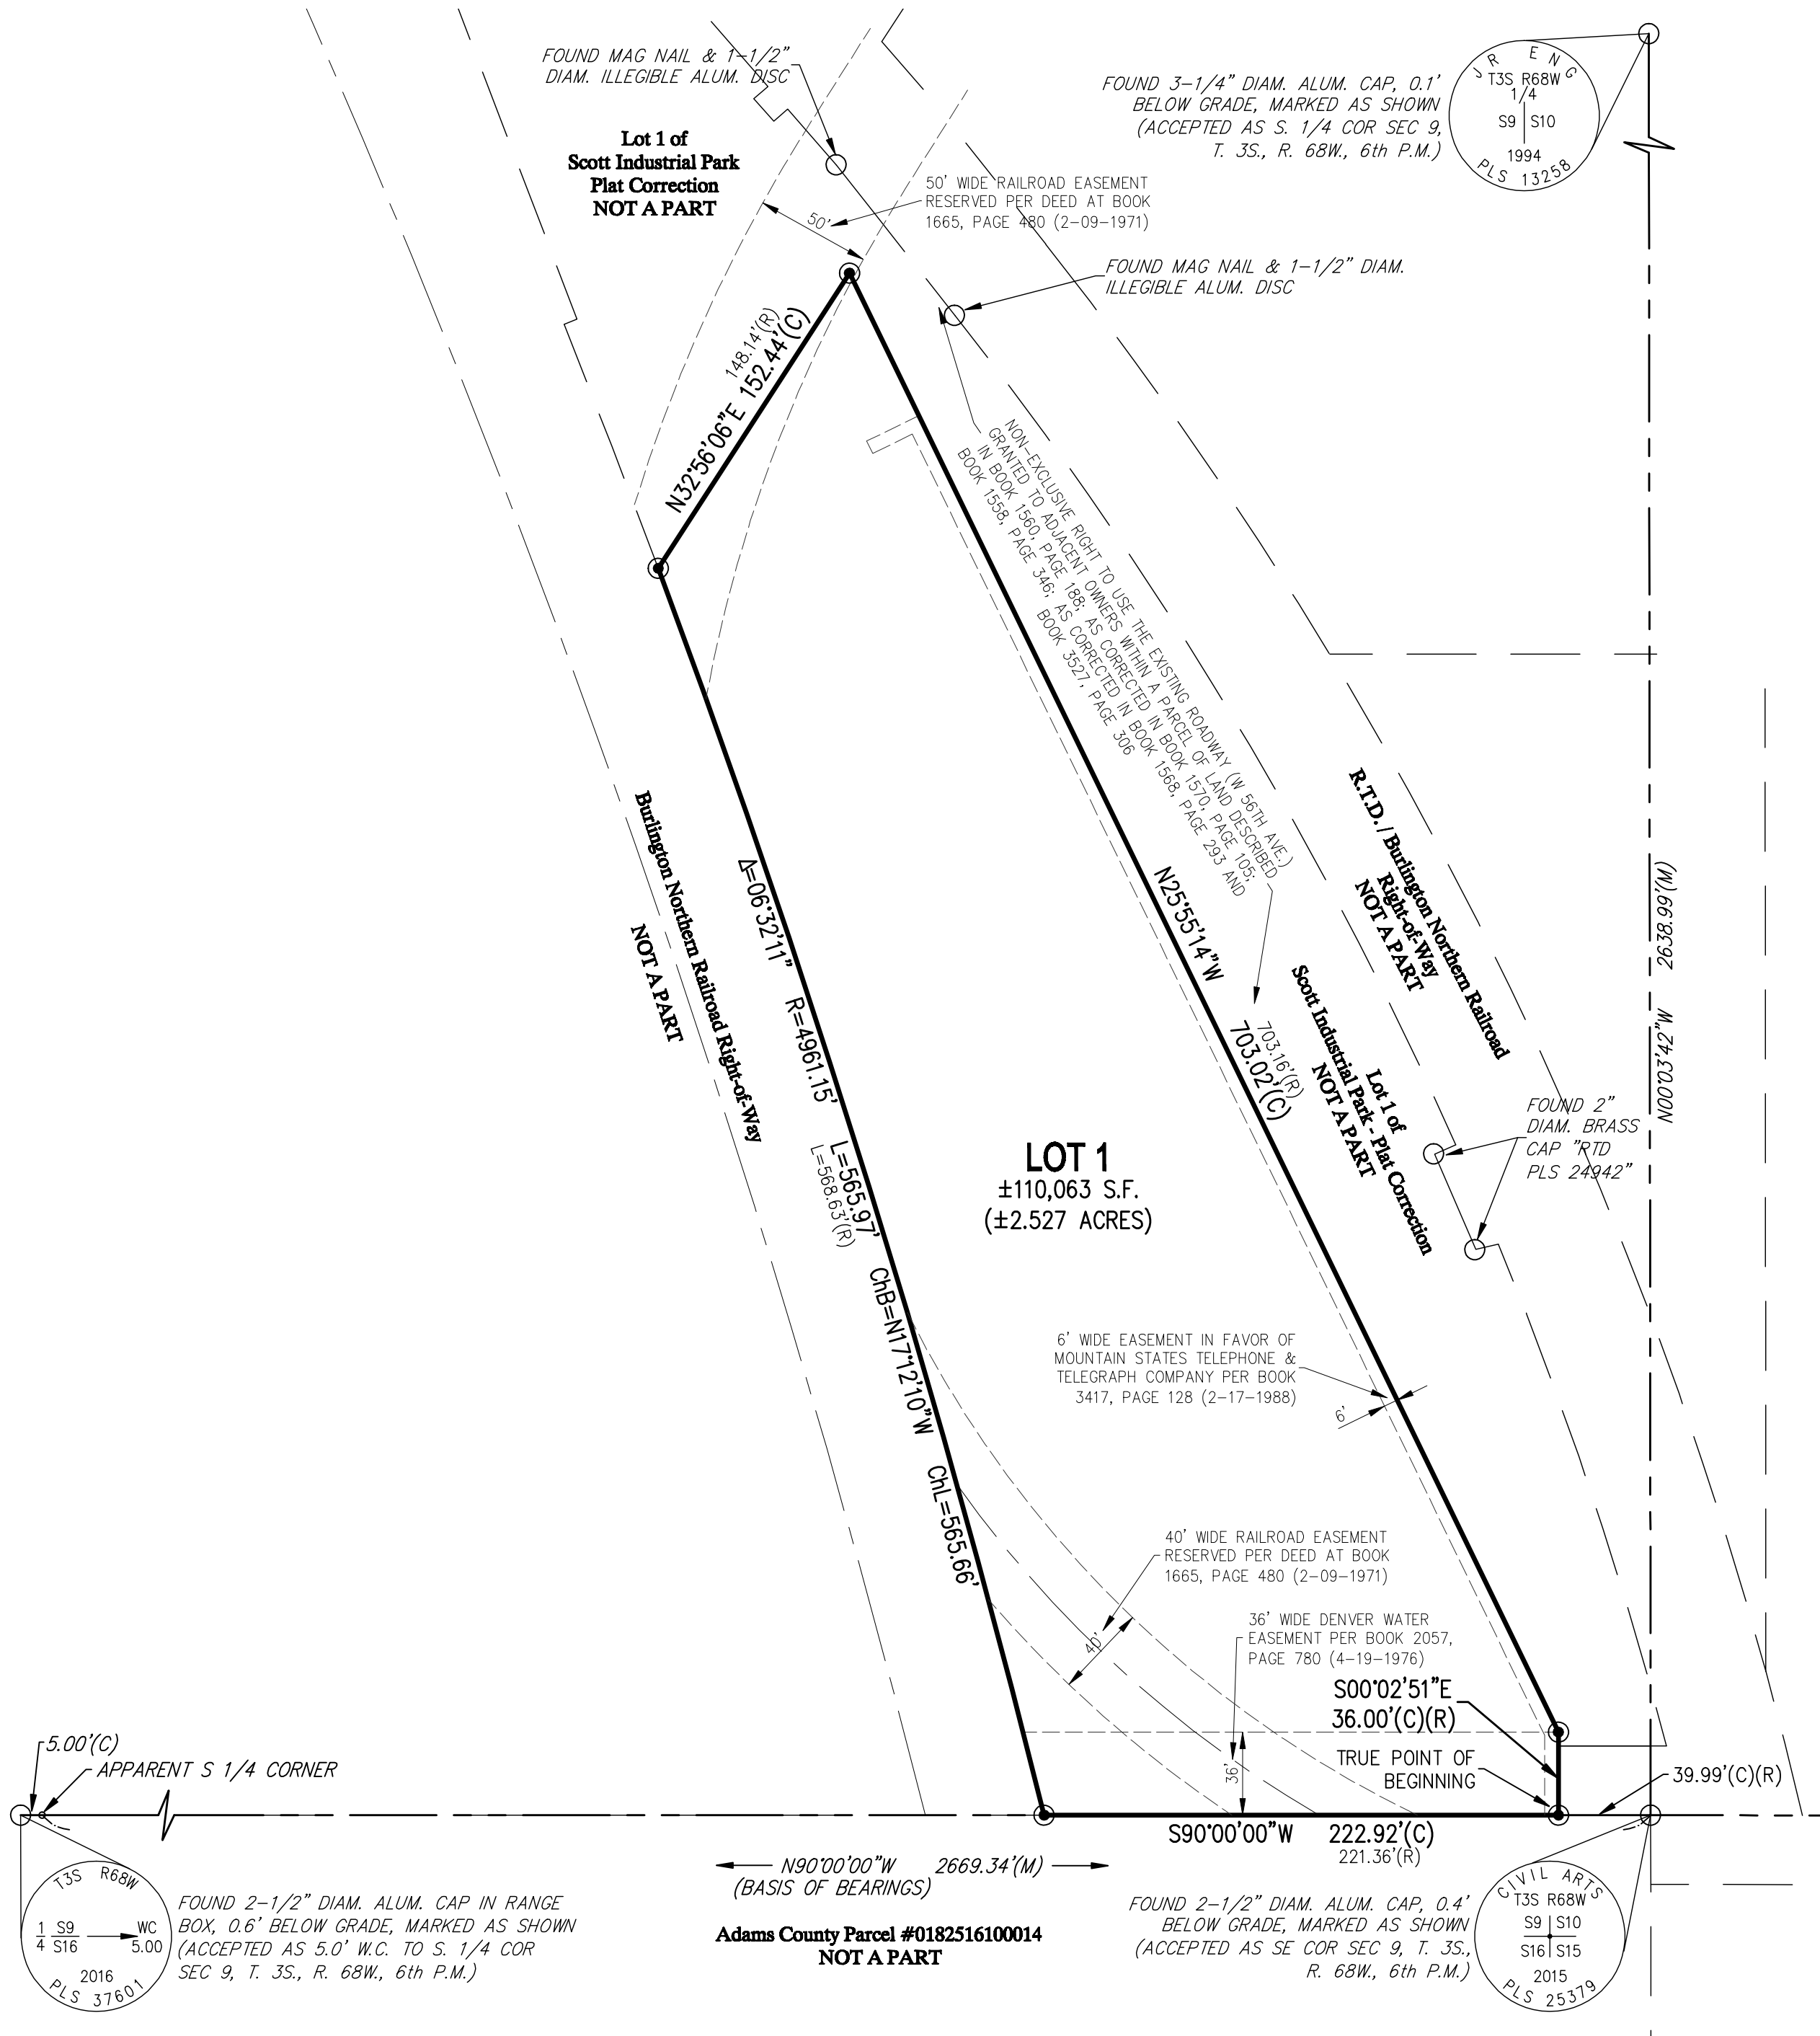 FOUND MAG NAIL & 1-1/2"
DIAM. ILLEGIBLE ALUM. DISC
Lot 1 of
Scott Industrial Park
Plat Correction
NOT A PART
50' WIDE RAILROAD EASEMENT
RESERVED PER DEED AT BOOK
1665, PAGE 480 (2-09-1971)
50'
FOUND 3-1/4" DIAM. ALUM. CAP, 0.1'
BELOW GRADE, MARKED AS SHOWN
(ACCEPTED AS S. 1/4 COR SEC 9,
T. 3S., R. 68W., 6th P.M.)
JR ENG
T3S R68W
1/4
S9 S10
1994
PLS 13258
FOUND MAG NAIL & 1-1/2" DIAM.
ILLEGIBLE ALUM. DISC
148.14'(R)
N32°56'06"E 152.44'(C)
NON-EXCLUSIVE RIGHT TO USE THE EXISTING ROADWAY (W 56TH AVE.)
GRANTED TO ADJACENT OWNERS WITHIN A PARCEL OF LAND DESCRIBED
IN BOOK 1560, PAGE 188; AS CORRECTED IN BOOK 1570, PAGE 105;
BOOK 1558, PAGE 346; AS CORRECTED IN BOOK 1568, PAGE 293 AND
BOOK 3527, PAGE 306
R.T.D. / Burlington Northern Railroad
Right-of-Way
NOT A PART
N00°03'42"W 2638.99'(M)
Burlington Northern Railroad Right-of-Way
NOT A PART
Δ=06°32'11" R=4961.15' L=565.97' ChB=N17°12'10"W ChL=565.66'
L=568.63'(R)
N25°55'14"W 703.02'(C)
703.16'(R)
Lot 1 of
Scott Industrial Park - Plat Correction
NOT A PART
FOUND 2"
DIAM. BRASS
CAP "RTD
PLS 24942"
LOT 1
±110,063 S.F.
(±2.527 ACRES)
6' WIDE EASEMENT IN FAVOR OF
MOUNTAIN STATES TELEPHONE &
TELEGRAPH COMPANY PER BOOK
3417, PAGE 128 (2-17-1988)
6'
40' WIDE RAILROAD EASEMENT
RESERVED PER DEED AT BOOK
1665, PAGE 480 (2-09-1971)
40'
36' WIDE DENVER WATER
EASEMENT PER BOOK 2057,
PAGE 780 (4-19-1976)
36'
S00°02'51"E
36.00'(C)(R)
TRUE POINT OF
BEGINNING
39.99'(C)(R)
5.00'(C)
APPARENT S 1/4 CORNER
S90°00'00"W 222.92'(C)
221.36'(R)
N90°00'00"W 2669.34'(M)
(BASIS OF BEARINGS)
T3S R68W
1/4 S9 S16 WC 5.00
2016
PLS 37601
FOUND 2-1/2" DIAM. ALUM. CAP IN RANGE
BOX, 0.6' BELOW GRADE, MARKED AS SHOWN
(ACCEPTED AS 5.0' W.C. TO S. 1/4 COR
SEC 9, T. 3S., R. 68W., 6th P.M.)
Adams County Parcel #0182516100014
NOT A PART
FOUND 2-1/2" DIAM. ALUM. CAP, 0.4'
BELOW GRADE, MARKED AS SHOWN
(ACCEPTED AS SE COR SEC 9, T. 3S.,
R. 68W., 6th P.M.)
CIVIL ARTS
T3S R68W
S9 S10
S16 S15
2015
PLS 25379